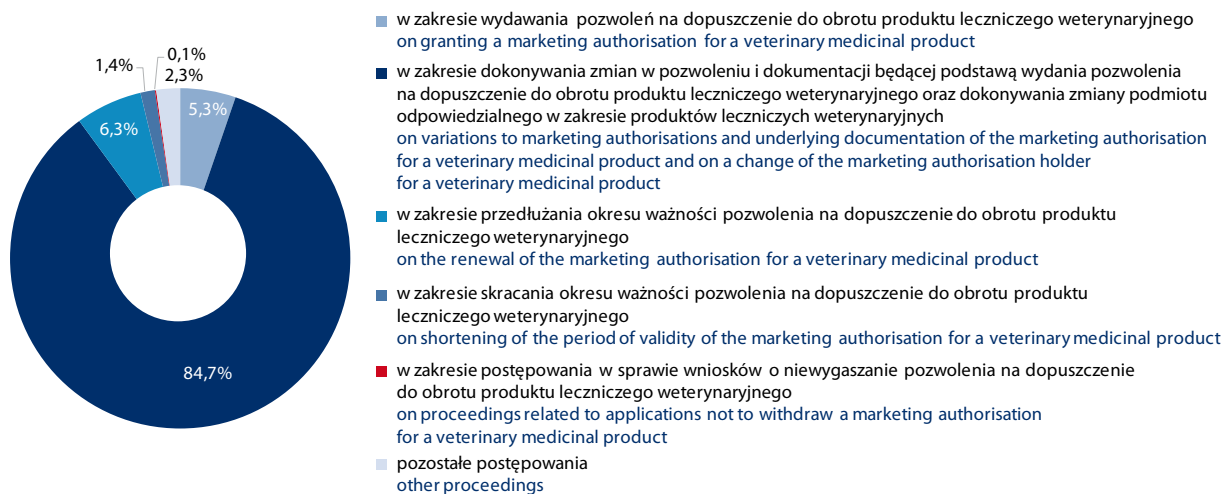 0,1%
1,4%
2,3%
5,3%
6,3%
84,7%
w zakresie wydawania pozwoleń na dopuszczenie do obrotu produktu leczniczego weterynaryjnego
on granting a marketing authorisation for a veterinary medicinal product
w zakresie dokonywania zmian w pozwoleniu i dokumentacji będącej podstawą wydania pozwolenia
na dopuszczenie do obrotu produktu leczniczego weterynaryjnego oraz dokonywania zmiany podmiotu
odpowiedzialnego w zakresie produktów leczniczych weterynaryjnych
on variations to marketing authorisations and underlying documentation of the marketing authorisation
for a veterinary medicinal product and on a change of the marketing authorisation holder
for a veterinary medicinal product
w zakresie przedłużania okresu ważności pozwolenia na dopuszczenie do obrotu produktu
leczniczego weterynaryjnego
on the renewal of the marketing authorisation for a veterinary medicinal product
w zakresie skracania okresu ważności pozwolenia na dopuszczenie do obrotu produktu
leczniczego weterynaryjnego
on shortening of the period of validity of the marketing authorisation for a veterinary medicinal product
w zakresie postępowania w sprawie wniosków o niewygaszanie pozwolenia na dopuszczenie
do obrotu produktu leczniczego weterynaryjnego
on proceedings related to applications not to withdraw a marketing authorisation
for a veterinary medicinal product
pozostałe postępowania
other proceedings